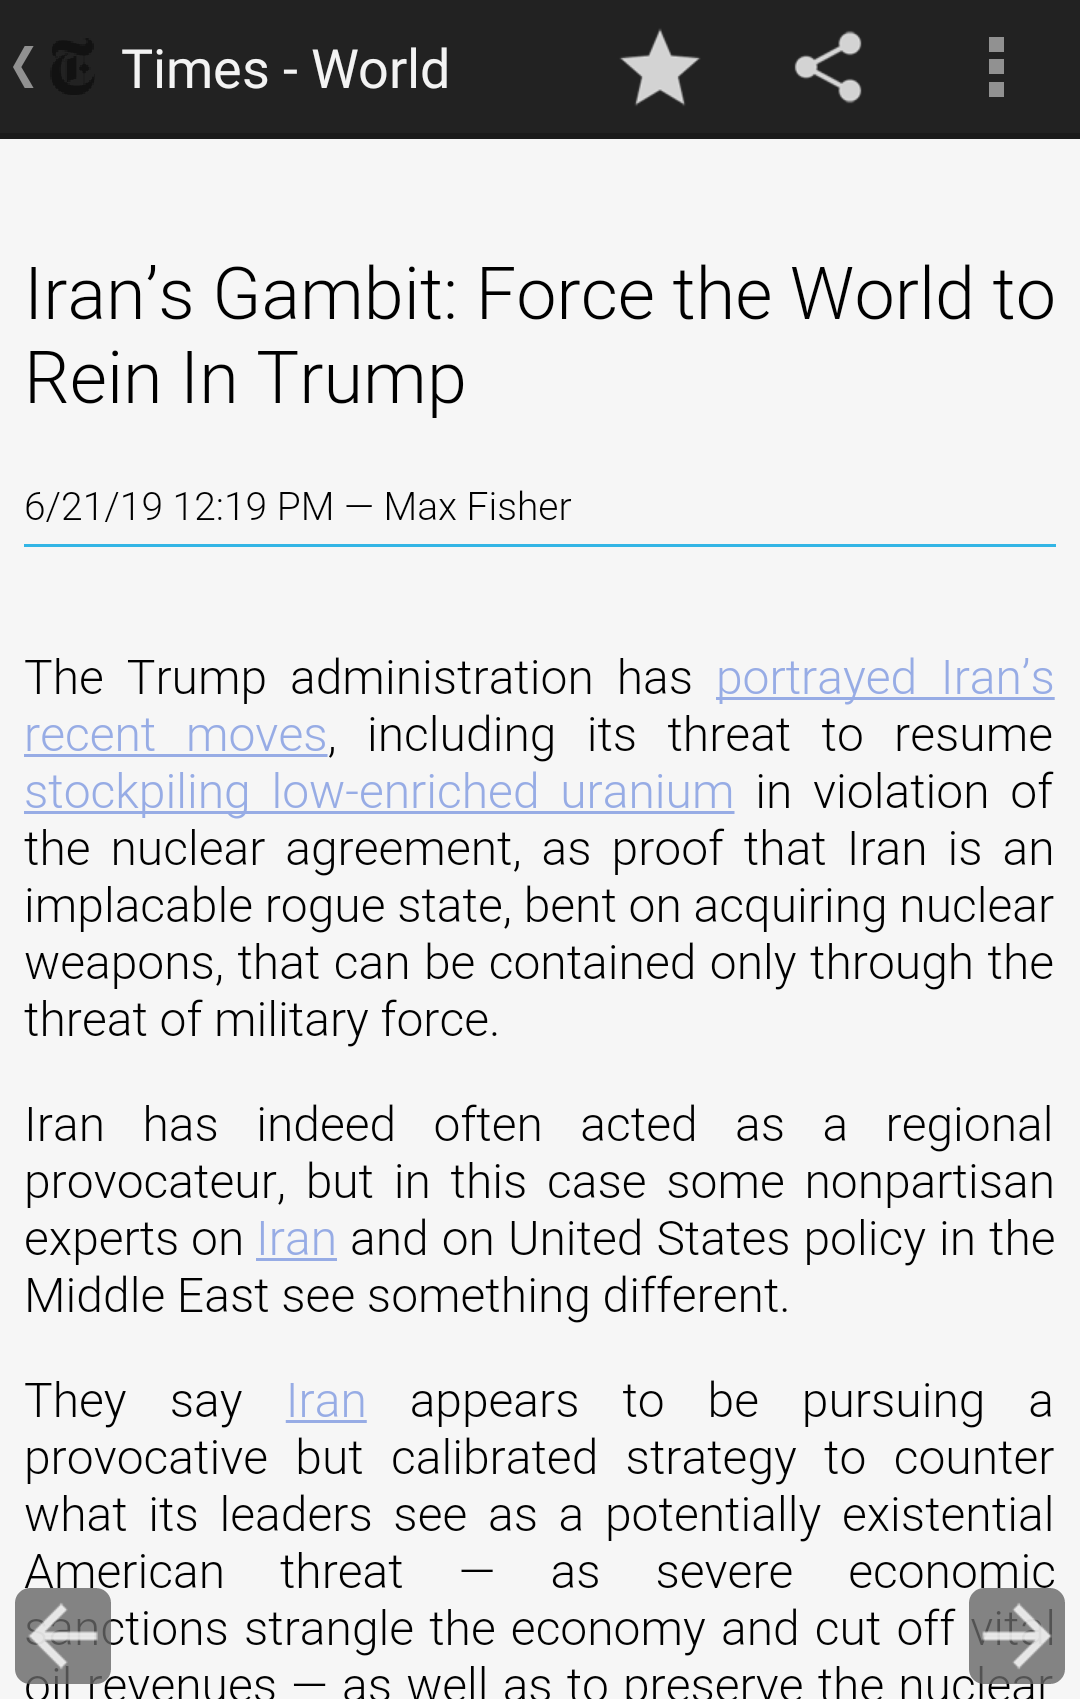 Times - World
Iran’s Gambit: Force the World to
Rein In Trump
6/21/19 12:19 PM — Max Fisher
The Trump administration has portrayed Iran’s
recent moves, including its threat to resume
stockpiling low-enriched uranium in violation of
the nuclear agreement, as proof that Iran is an
implacable rogue state, bent on acquiring nuclear
weapons, that can be contained only through the
threat of military force.
Iran has indeed often acted as a regional
provocateur, but in this case some nonpartisan
experts on Iran and on United States policy in the
Middle East see something different.
They say Iran appears to be pursuing a
provocative but calibrated strategy to counter
what its leaders see as a potentially existential
American threat — as severe economic
sanctions strangle the economy and cut off vital
oil revenues — as well as to preserve the nuclear